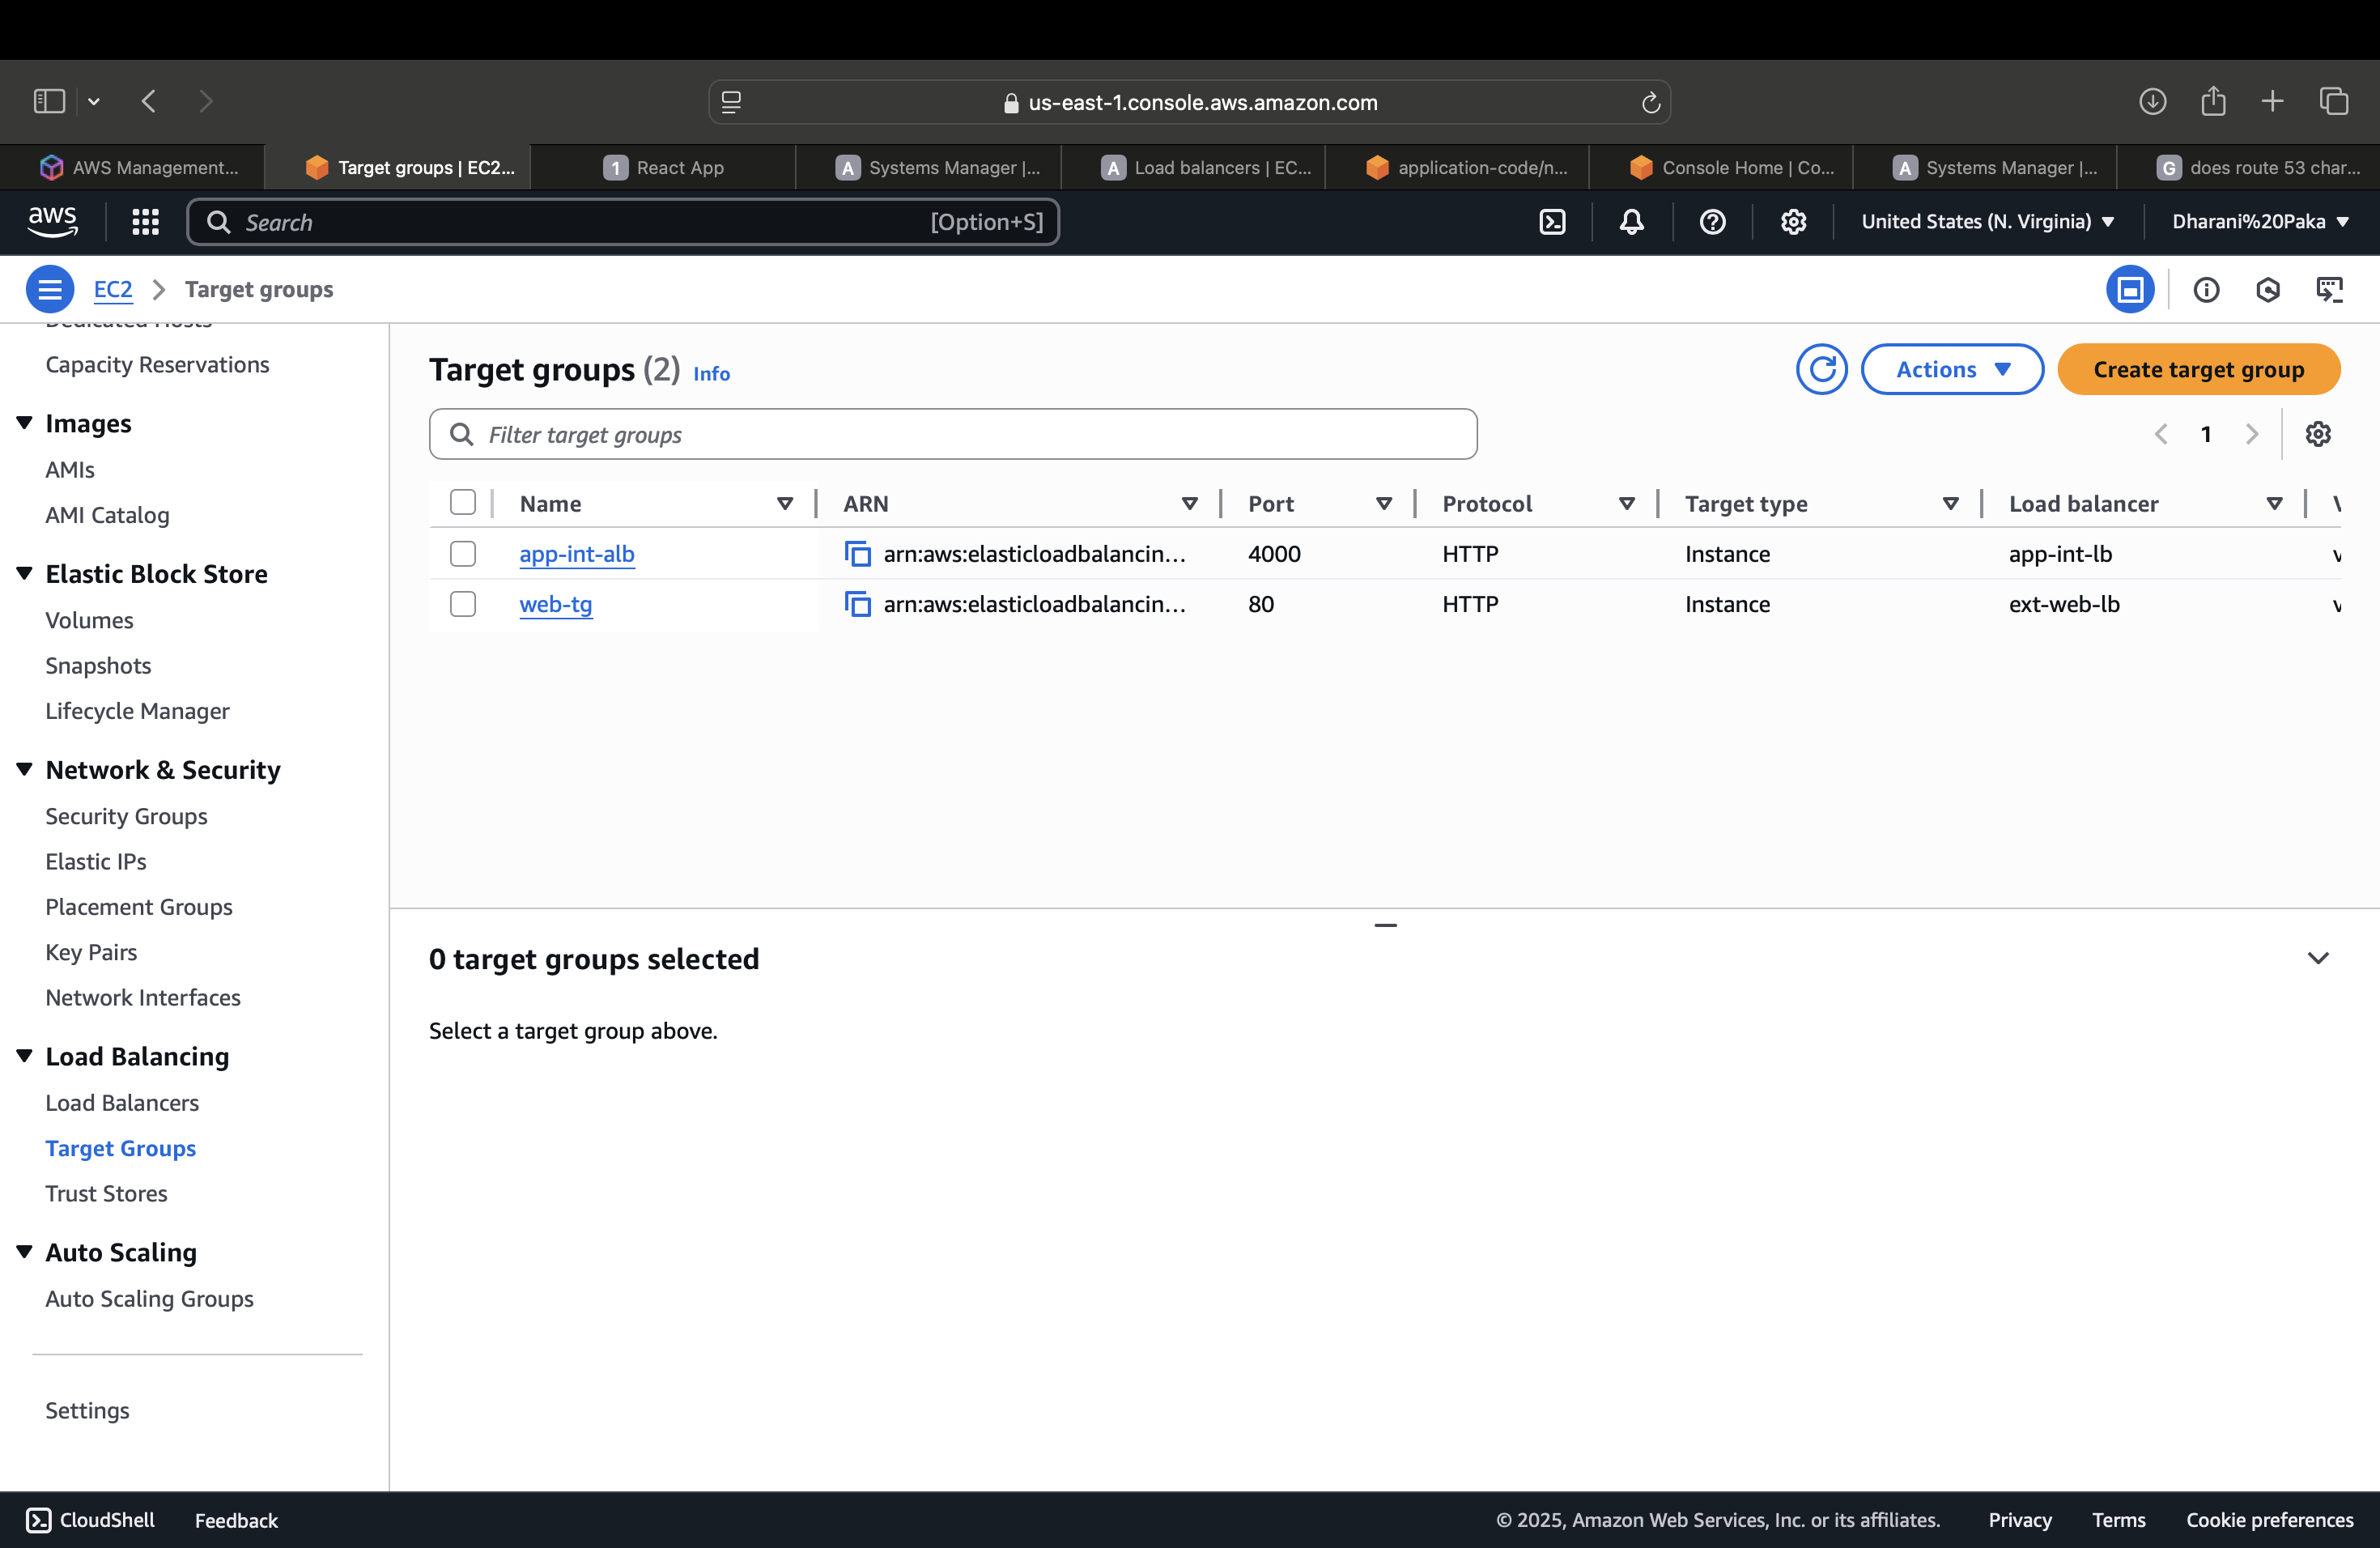 us-east-1.console.aws.amazon.com
AWS Management...
Target groups | EC2...
1 React App
A Systems Manager |...
A Load balancers | EC...
application-code/n...
Console Home | Co...
A Systems Manager |...
G does route 53 char...
aws
Search
[Option+S]
United States (N. Virginia)
Dharani%20Paka
EC2
Target groups
Dedicated Hosts
Capacity Reservations
Images
AMIs
AMI Catalog
Elastic Block Store
Volumes
Snapshots
Lifecycle Manager
Network & Security
Security Groups
Elastic IPs
Placement Groups
Key Pairs
Network Interfaces
Load Balancing
Load Balancers
Target Groups
Trust Stores
Auto Scaling
Auto Scaling Groups
Settings
Target groups (2) Info
Actions
Create target group
Filter target groups
1
Name ARN Port Protocol Target type Load balancer
app-int-alb arn:aws:elasticloadbalancin... 4000 HTTP Instance app-int-lb
web-tg arn:aws:elasticloadbalancin... 80 HTTP Instance ext-web-lb
0 target groups selected
Select a target group above.
CloudShell
Feedback
© 2025, Amazon Web Services, Inc. or its affiliates.
Privacy
Terms
Cookie preferences